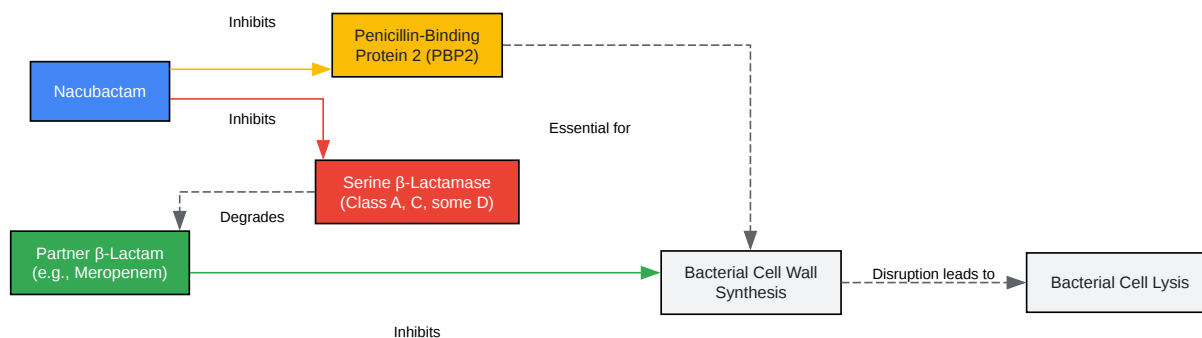 Inhibits
Penicillin-Binding
Protein 2 (PBP2)
Nacubactam
Inhibits
Essential for
Serine β-Lactamase
(Class A, C, some D)
Degrades
Partner β-Lactam
(e.g., Meropenem)
Bacterial Cell Wall
Synthesis
Disruption leads to
Bacterial Cell Lysis
Inhibits